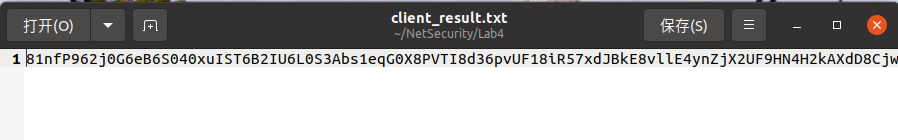 打开(O)
client_result.txt
~/NetSecurity/Lab4
保存(S)
1 81nfP962j0G6eB6S040xuIST6B2IU6L0S3Abs1eqG0X8PVTI8d36pvUF18iR57xdJBkE8vllE4ynZjX2UF9HN4H2kAXdD8Cjw